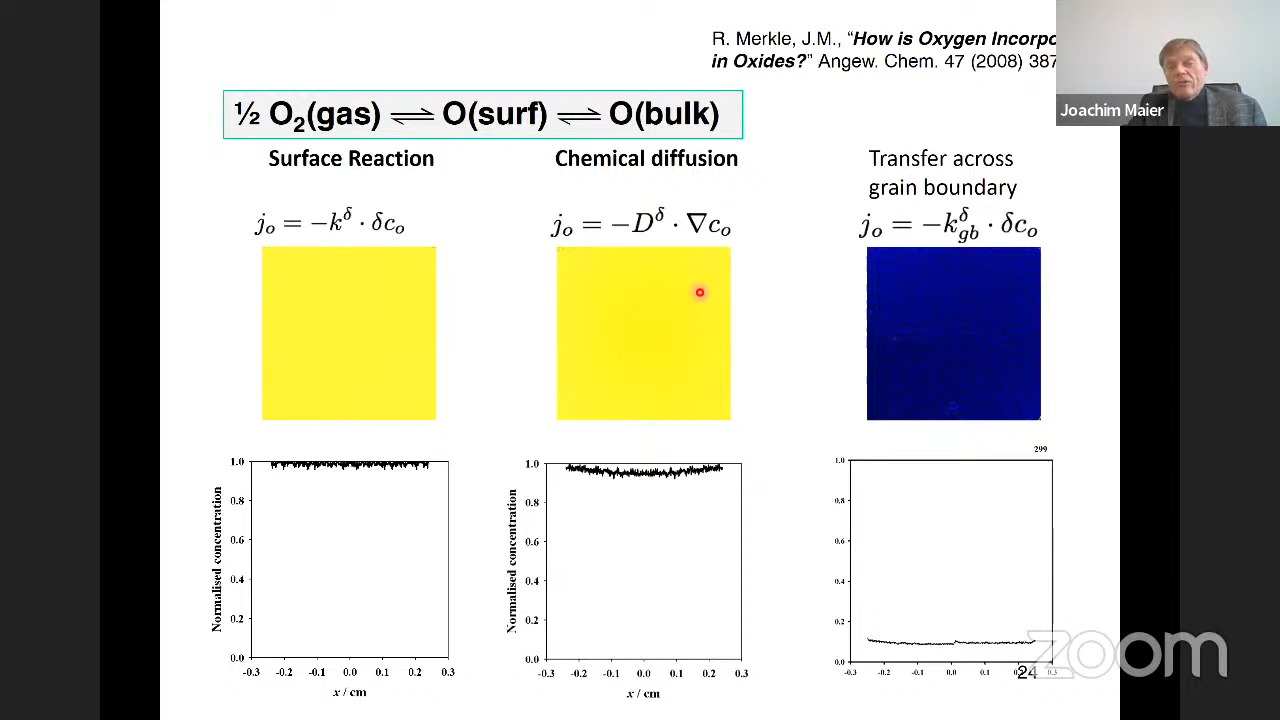 R. Merkle, J.M., “How is Oxygen Incorpo
in Oxides?” Angew. Chem. 47 (2008) 387
Joachim Maier
½ O₂(gas) ⇌ O(surf) ⇌ O(bulk)
Surface Reaction
j_o = −k^δ · δc_o
Chemical diffusion
j_o = −D^δ · ∇c_o
Transfer across
grain boundary
j_o = −k^δ_gb · δc_o
Normalised concentration
1.0
0.8
0.6
0.4
0.2
0.0
-0.3 -0.2 -0.1 0.0 0.1 0.2 0.3
x / cm
Normalised concentration
1.0
0.8
0.6
0.4
0.2
0.0
-0.3 -0.2 -0.1 0.0 0.1 0.2 0.3
x / cm
299
1.0
0.8
0.6
0.4
0.2
0.0
-0.3 -0.2 -0.1 0.0 0.1 0.3
24
zoom